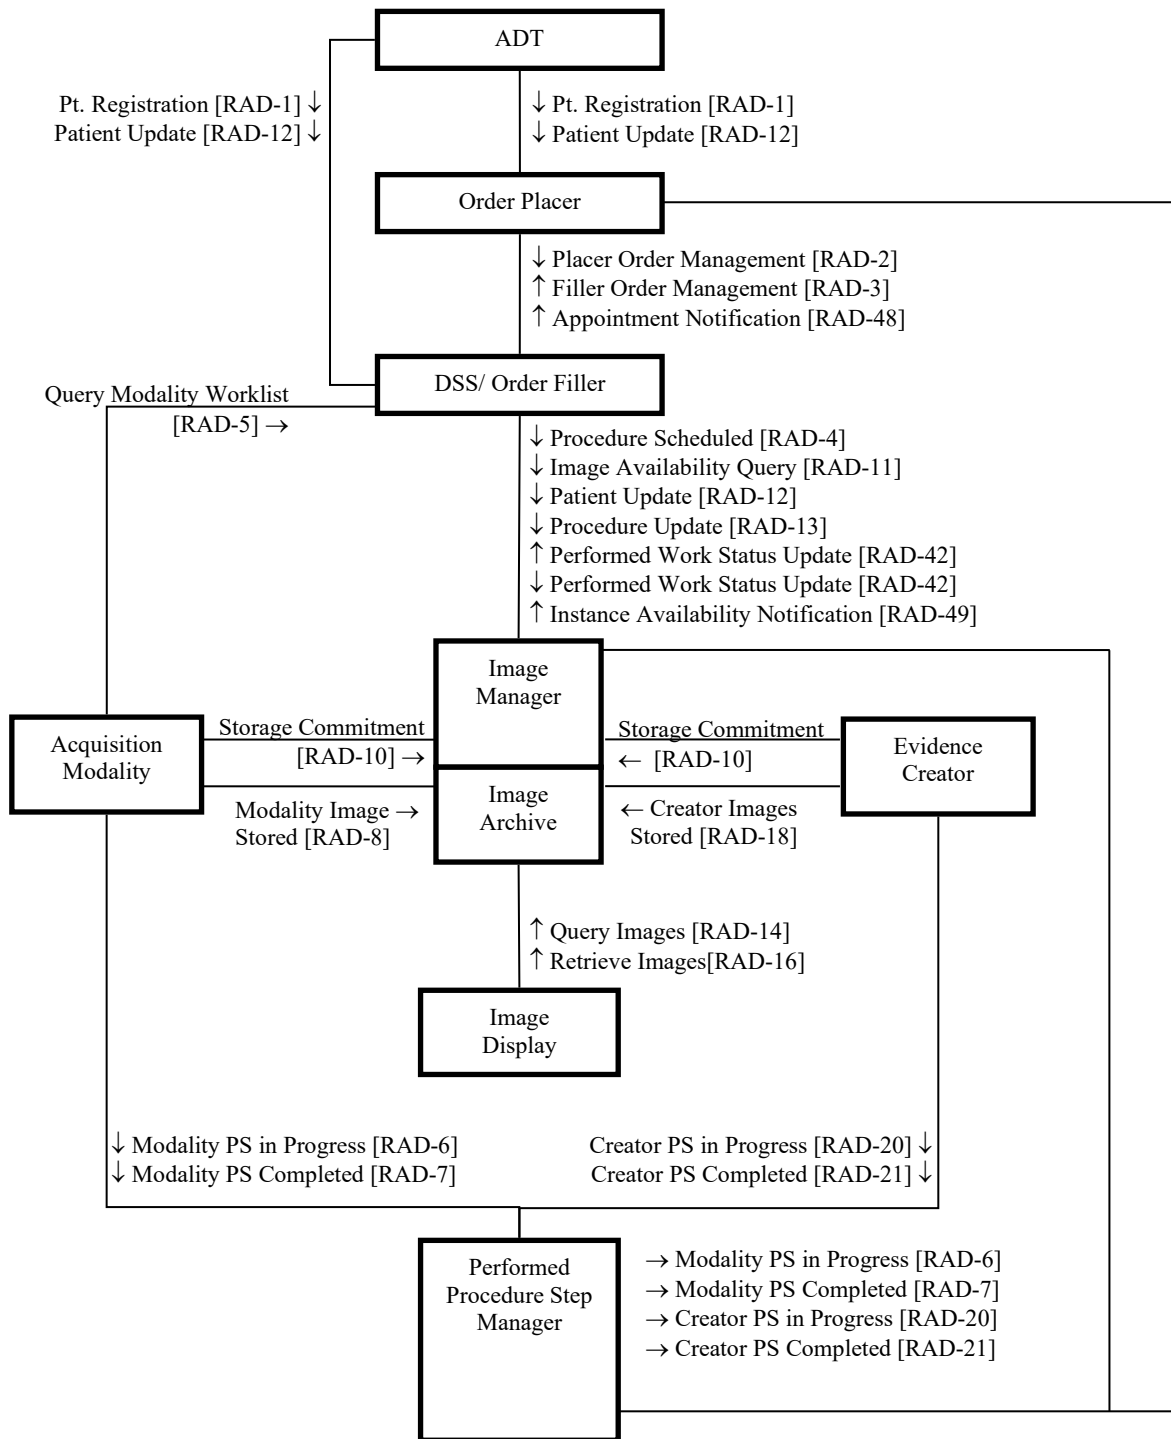 ADT
Pt. Registration [RAD-1] ↓
Patient Update [RAD-12] ↓
↓ Pt. Registration [RAD-1]
↓ Patient Update [RAD-12]
Order Placer
↓ Placer Order Management [RAD-2]
↑ Filler Order Management [RAD-3]
↑ Appointment Notification [RAD-48]
DSS/ Order Filler
Query Modality Worklist
[RAD-5] →
↓ Procedure Scheduled [RAD-4]
↓ Image Availability Query [RAD-11]
↓ Patient Update [RAD-12]
↓ Procedure Update [RAD-13]
↑ Performed Work Status Update [RAD-42]
↓ Performed Work Status Update [RAD-42]
↑ Instance Availability Notification [RAD-49]
Image
Manager
Acquisition
Modality
Storage Commitment
[RAD-10] →
Storage Commitment
← [RAD-10]
Evidence
Creator
Modality Image →
Stored [RAD-8]
Image
Archive
← Creator Images
Stored [RAD-18]
↑ Query Images [RAD-14]
↑ Retrieve Images[RAD-16]
Image
Display
↓ Modality PS in Progress [RAD-6]
↓ Modality PS Completed [RAD-7]
Creator PS in Progress [RAD-20] ↓
Creator PS Completed [RAD-21] ↓
Performed
Procedure Step
Manager
→ Modality PS in Progress [RAD-6]
→ Modality PS Completed [RAD-7]
→ Creator PS in Progress [RAD-20]
→ Creator PS Completed [RAD-21]